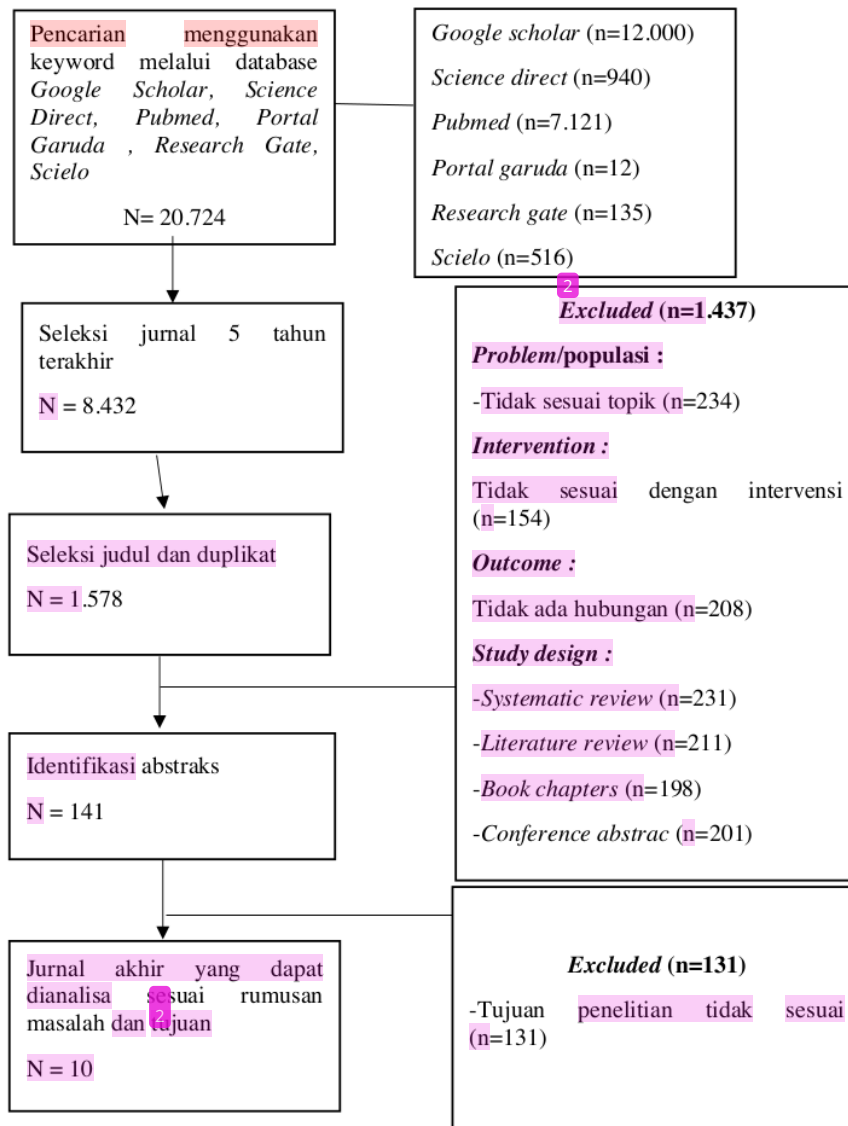 Pencarian menggunakan
keyword melalui database
Google Scholar, Science
Direct, Pubmed, Portal
Garuda , Research Gate,
Scielo
N= 20.724
Google scholar (n=12.000)
Science direct (n=940)
Pubmed (n=7.121)
Portal garuda (n=12)
Research gate (n=135)
Scielo (n=516)
Seleksi jurnal 5 tahun
terakhir
N = 8.432
Seleksi judul dan duplikat
N = 1.578
2
Excluded (n=1.437)
Problem/populasi :
-Tidak sesuai topik (n=234)
Intervention :
Tidak sesuai dengan intervensi
(n=154)
Outcome :
Tidak ada hubungan (n=208)
Study design :
-Systematic review (n=231)
-Literature review (n=211)
-Book chapters (n=198)
-Conference abstrac (n=201)
Identifikasi abstraks
N = 141
Jurnal akhir yang dapat
dianalisa sesuai rumusan
masalah dan tujuan
2
N = 10
Excluded (n=131)
-Tujuan penelitian tidak sesuai
(n=131)